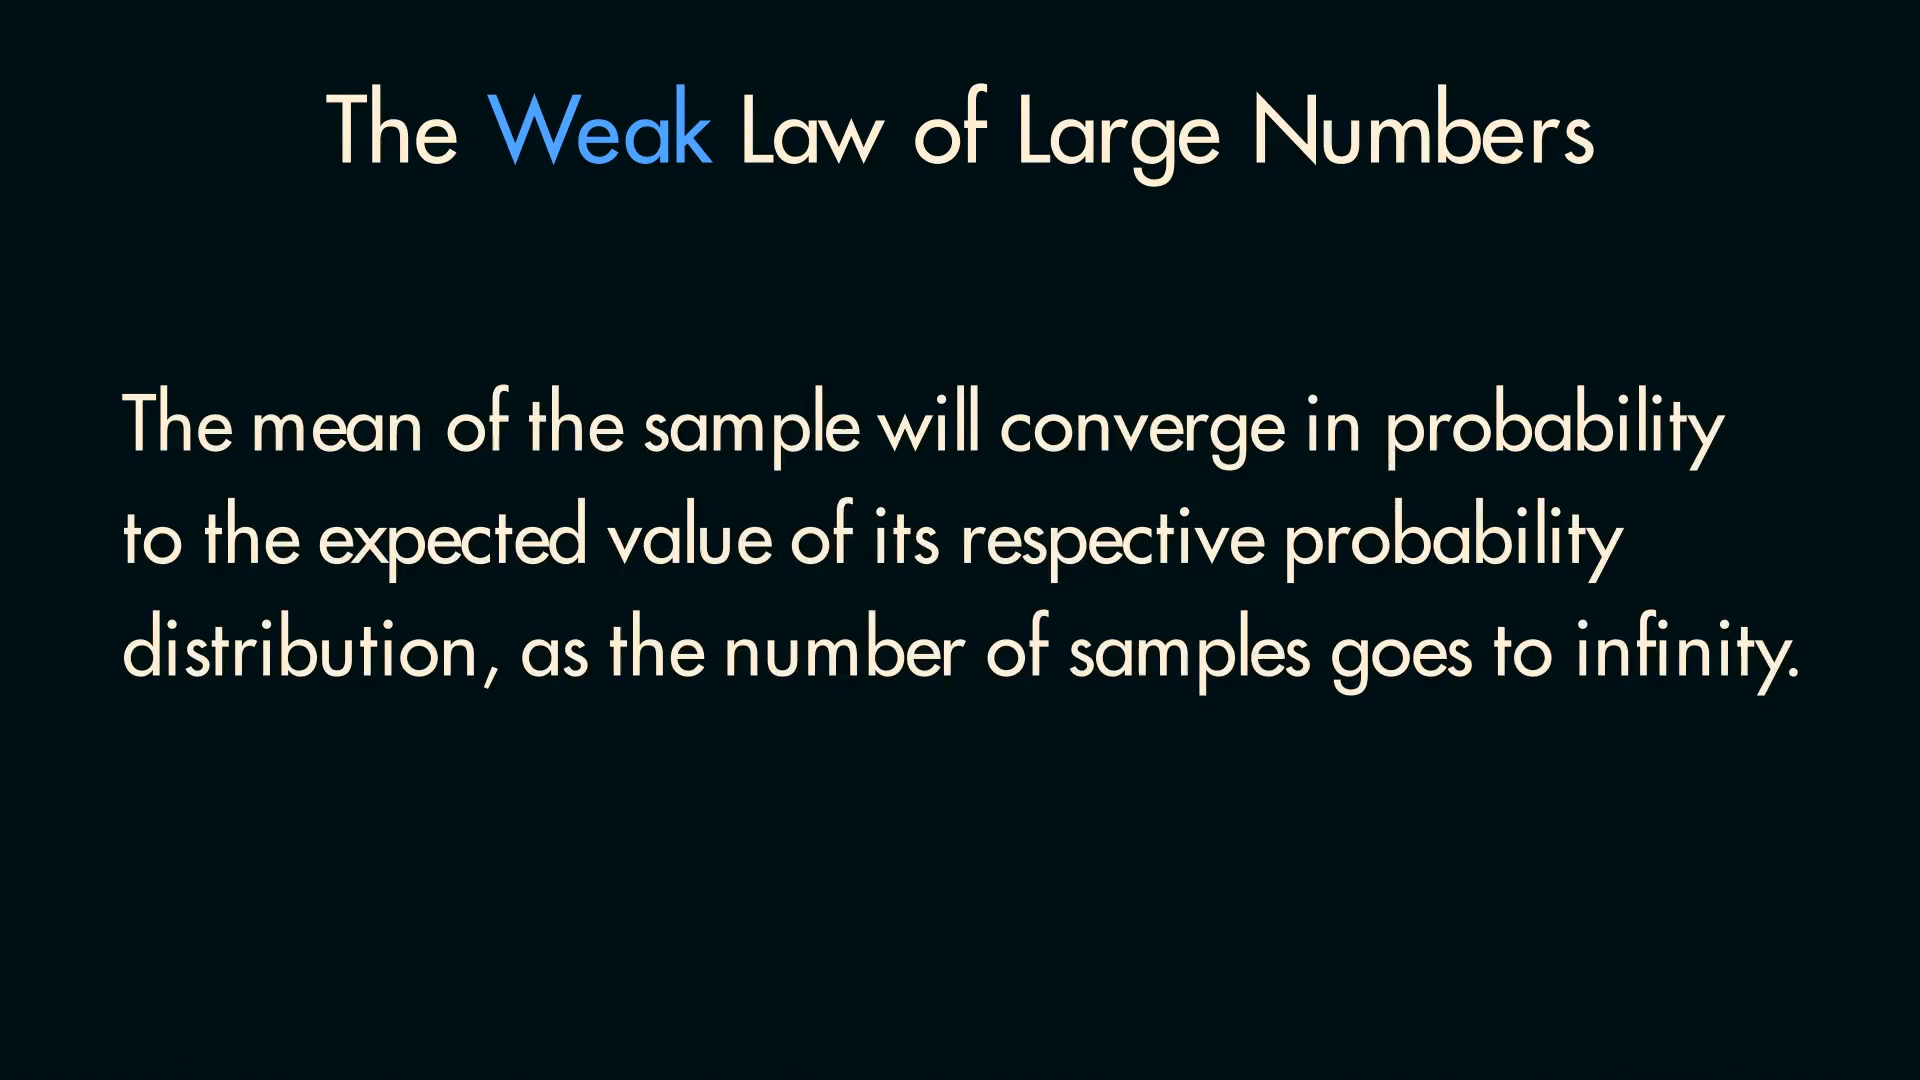 The Weak Law of Large Numbers
The mean of the sample will converge in probability
to the expected value of its respective probability
distribution, as the number of samples goes to infinity.